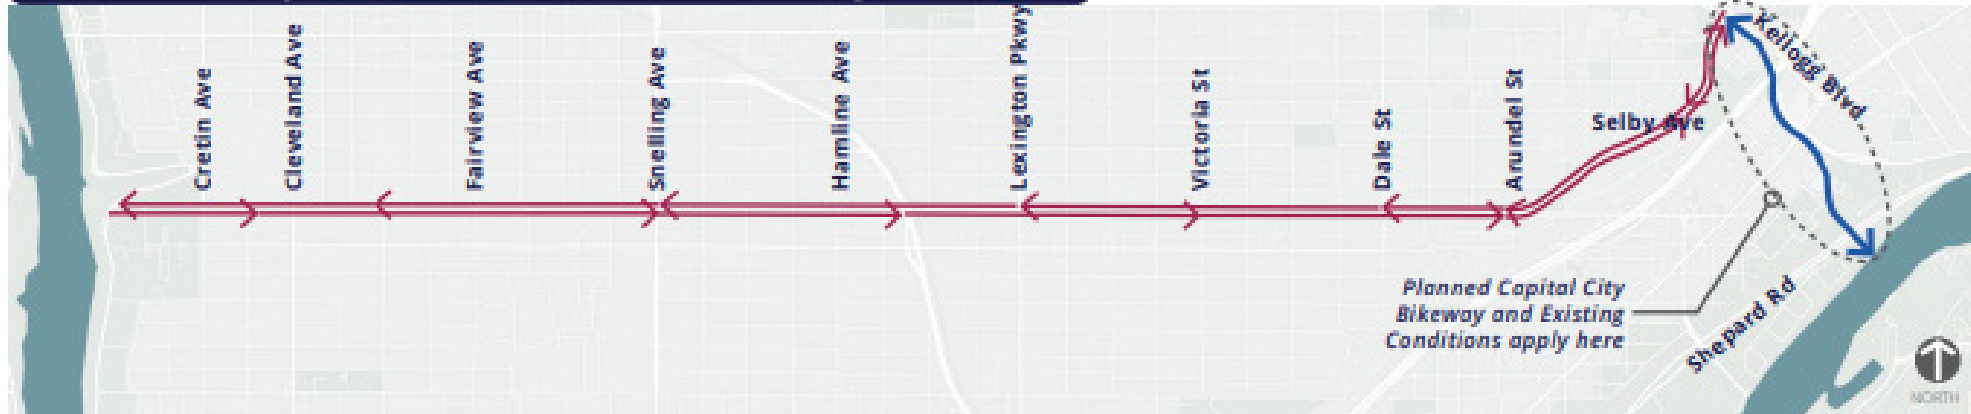 Cretin Ave
Cleveland Ave
Fairview Ave
Snelling Ave
Hamline Ave
Lexington Pkwy
Victoria St
Dale St
Arundel St
Selby Ave
Kellogg Blvd
Planned Capital City
Bikeway and Existing
Conditions apply here
Shepard Rd
NORTH